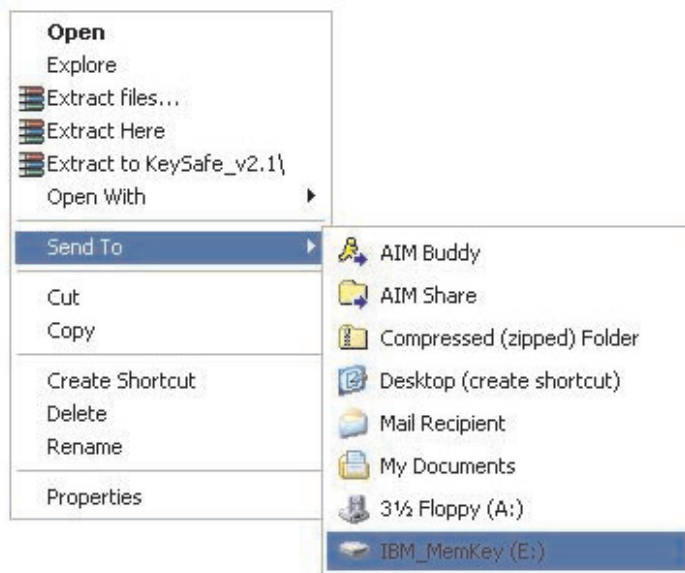 Open
Explore
Extract files...
Extract Here
Extract to KeySafe_v2.1\
Open With
Send To
Cut
Copy
Create Shortcut
Delete
Rename
Properties
AIM Buddy
AIM Share
Compressed (zipped) Folder
Desktop (create shortcut)
Mail Recipient
My Documents
3½ Floppy (A:)
IBM_MemKey (E:)